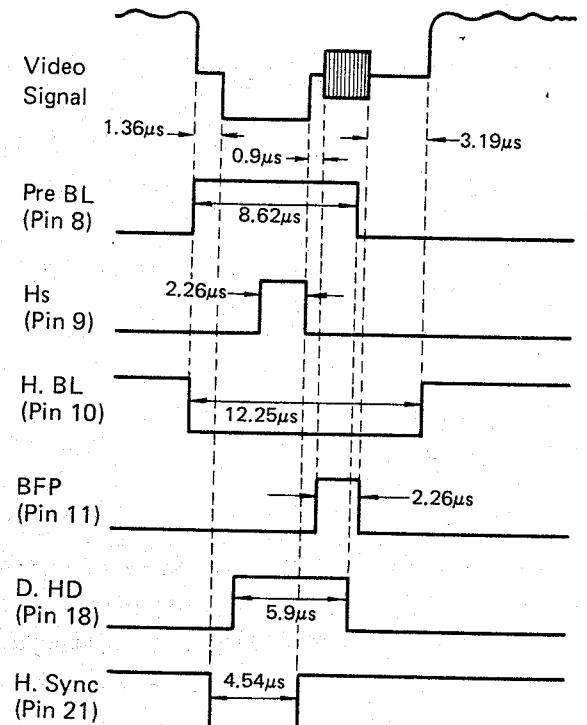 Video
Signal
1.36μs
0.9μs
3.19μs
Pre BL
(Pin 8)
8.62μs
Hs
(Pin 9)
2.26μs
H. BL
(Pin 10)
12.25μs
BFP
(Pin 11)
2.26μs
D. HD
(Pin 18)
5.9μs
H. Sync
(Pin 21)
4.54μs